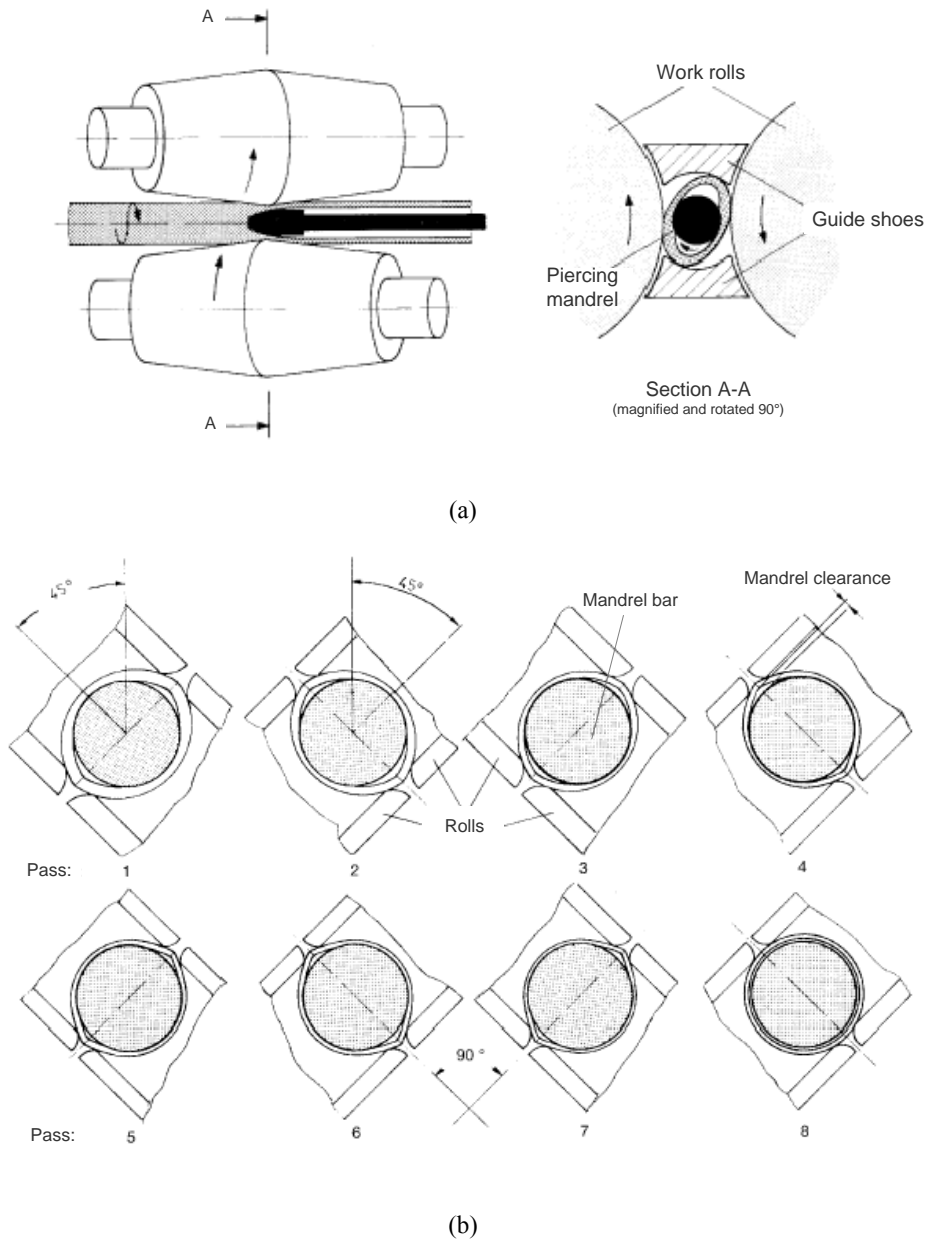 A
A
Work rolls
Guide shoes
Piercing
mandrel
Section A-A
(magnified and rotated 90°)
(a)
45°
45°
Mandrel bar
Mandrel clearance
Rolls
Pass: 1 2 3 4
90 °
Pass: 5 6 7 8
(b)